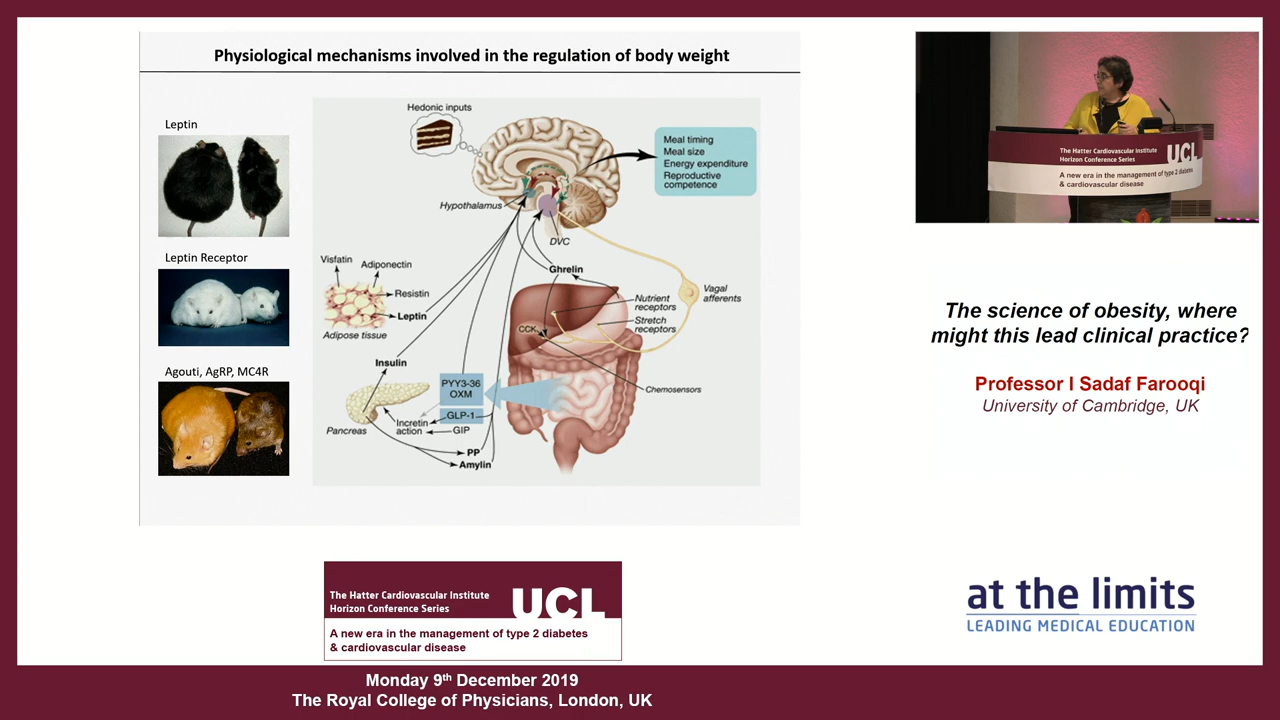 Physiological mechanisms involved in the regulation of body weight
Leptin
Leptin Receptor
Agouti, AgRP, MC4R
Hedonic inputs
Meal timing
Meal size
Energy expenditure
Reproductive
competence
Hypothalamus
DVC
Visfatin
Adiponectin
Resistin
Leptin
Adipose tissue
Ghrelin
Vagal
afferents
Nutrient
receptors
Stretch
receptors
CCK
Chemosensors
Insulin
PYY3-36
OXM
GLP-1
GIP
Incretin
action
Pancreas
PP
Amylin
The Hatter Cardiovascular Institute
Horizon Conference Series
UCL
A new era in the management of type 2 diabetes
& cardiovascular disease
The science of obesity, where
might this lead clinical practice?
Professor I Sadaf Farooqi
University of Cambridge, UK
The Hatter Cardiovascular Institute
Horizon Conference Series
UCL
A new era in the management of type 2 diabetes
& cardiovascular disease
at the limits
LEADING MEDICAL EDUCATION
Monday 9th December 2019
The Royal College of Physicians, London, UK